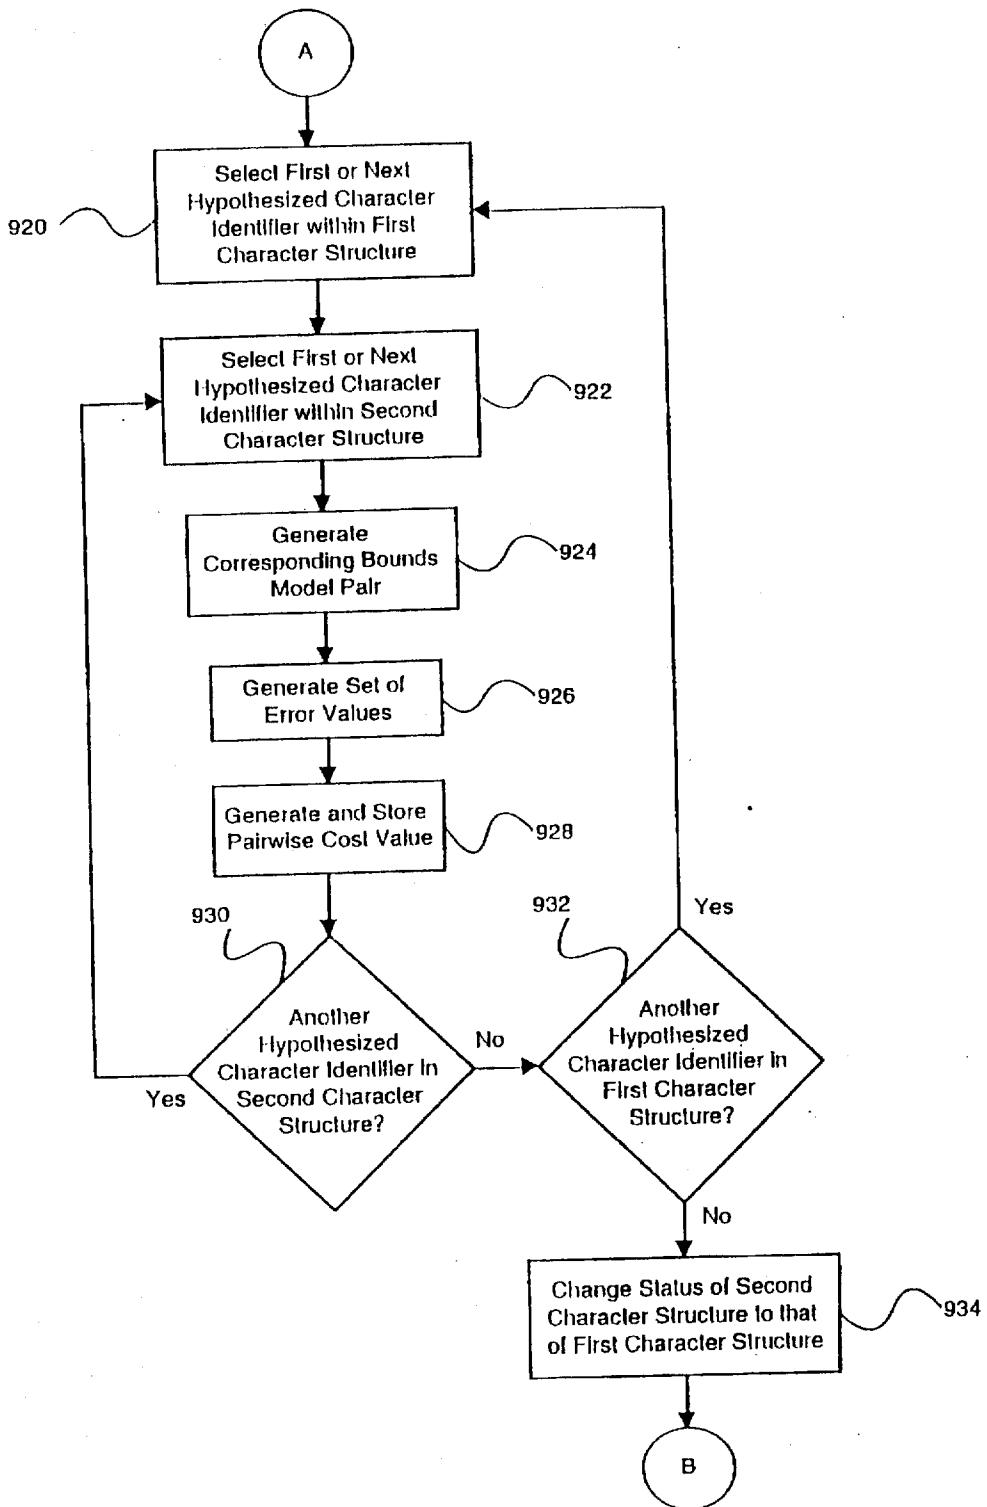 A
Select First or Next
Hypothesized Character
Identifier within First
Character Structure
920
Select First or Next
Hypothesized Character
Identifier within Second
Character Structure
922
Generate
Corresponding Bounds
Model Pair
924
Generate Set of
Error Values
926
Generate and Store
Pairwise Cost Value
928
930
Another
Hypothesized
Character Identifier in
Second Character
Structure?
Yes
No
932
Another
Hypothesized
Character Identifier in
First Character
Structure?
Yes
No
Change Status of Second
Character Structure to that
of First Character Structure
934
B